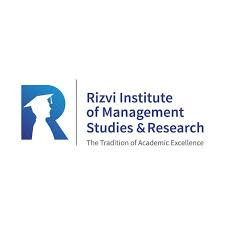 Rizvi Institute
of Management
Studies & Research
The Tradition of Academic Excellence